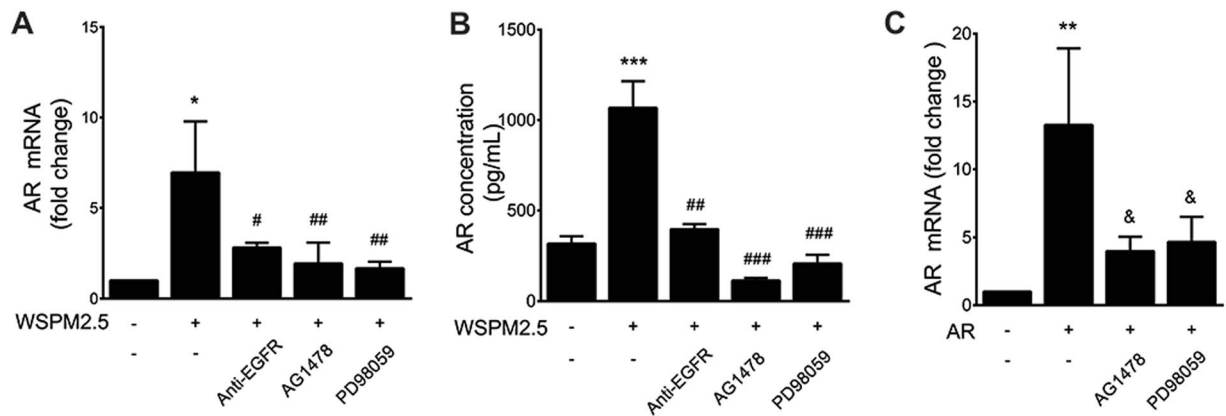 A
AR mRNA
(fold change)
15
10
5
0
*
#
##
##
WSPM2.5 - + + + +
- - Anti-EGFR AG1478 PD98059
B
AR concentration
(pg/mL)
1500
1000
500
0
***
##
###
###
WSPM2.5 - + + + +
- - Anti-EGFR AG1478 PD98059
C
AR mRNA (fold change )
20
15
10
5
0
**
&
&
AR - + + +
- - AG1478 PD98059